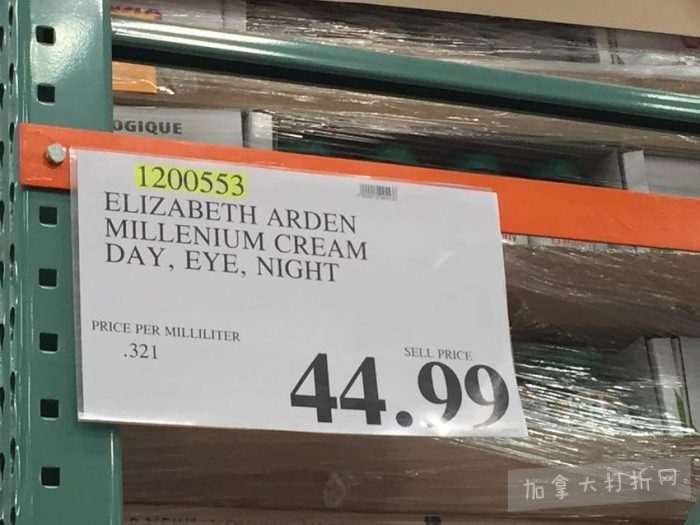 OGIQUE
1200553
ELIZABETH ARDEN
MILLENIUM CREAM
DAY, EYE, NIGHT
PRICE PER MILLILITER
.321
SELL PRICE
44.99
加拿大打折网